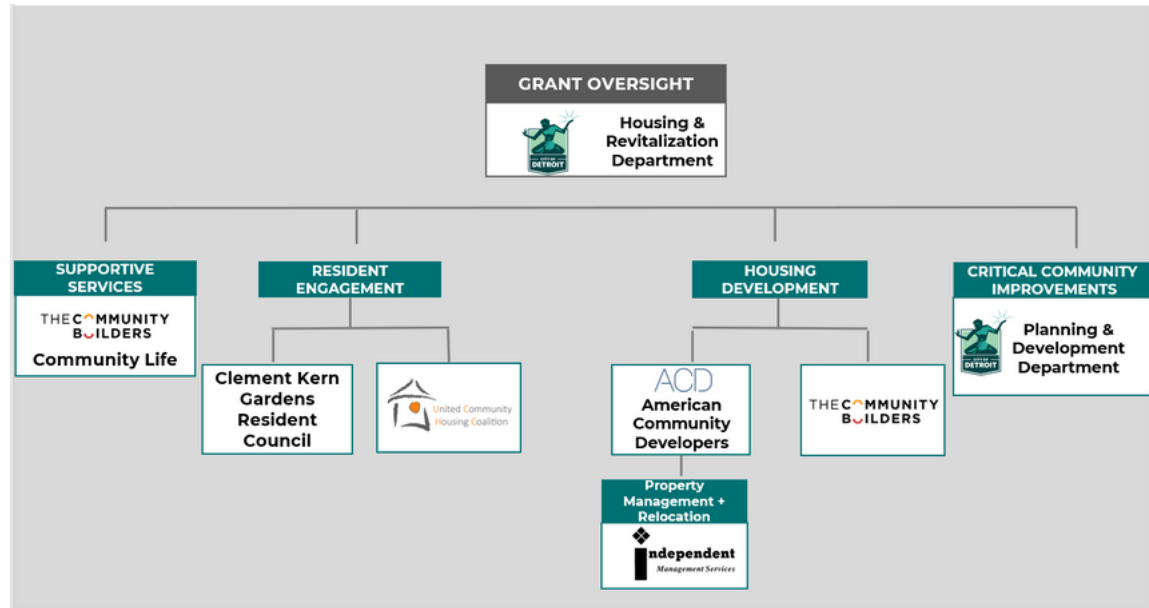 GRANT OVERSIGHT
CITY OF
DETROIT
Housing &
Revitalization
Department
SUPPORTIVE
SERVICES
THE COMMUNITY
BUILDERS
Community Life
RESIDENT
ENGAGEMENT
Clement Kern
Gardens
Resident
Council
United Community
Housing Coalition
HOUSING
DEVELOPMENT
ACD
American
Community
Developers
Property
Management +
Relocation
Independent
Management Services
THE COMMUNITY
BUILDERS
CRITICAL COMMUNITY
IMPROVEMENTS
CITY OF
DETROIT
Planning &
Development
Department